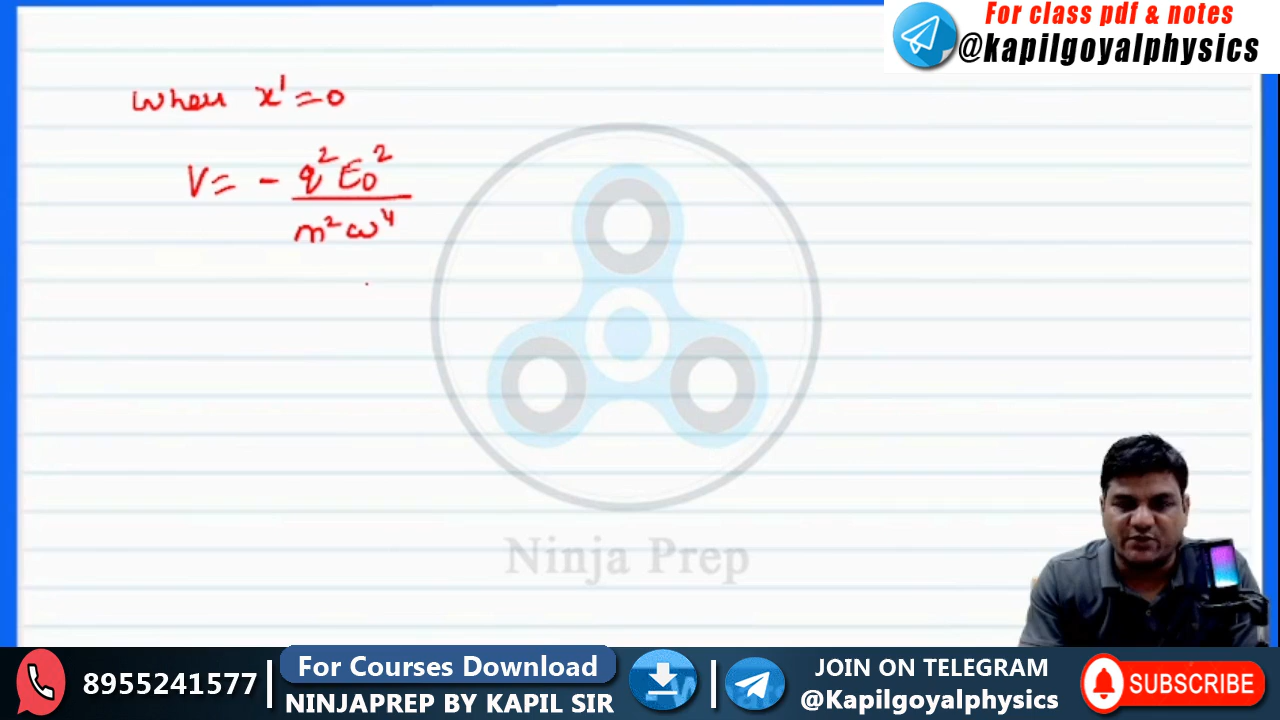 For class pdf & notes
@kapilgoyalphysics
when x' = 0
V = - q²E₀² / m²ω⁴
Ninja Prep
8955241577
For Courses Download
NINJAPREP BY KAPIL SIR
JOIN ON TELEGRAM
@Kapilgoyalphysics
SUBSCRIBE